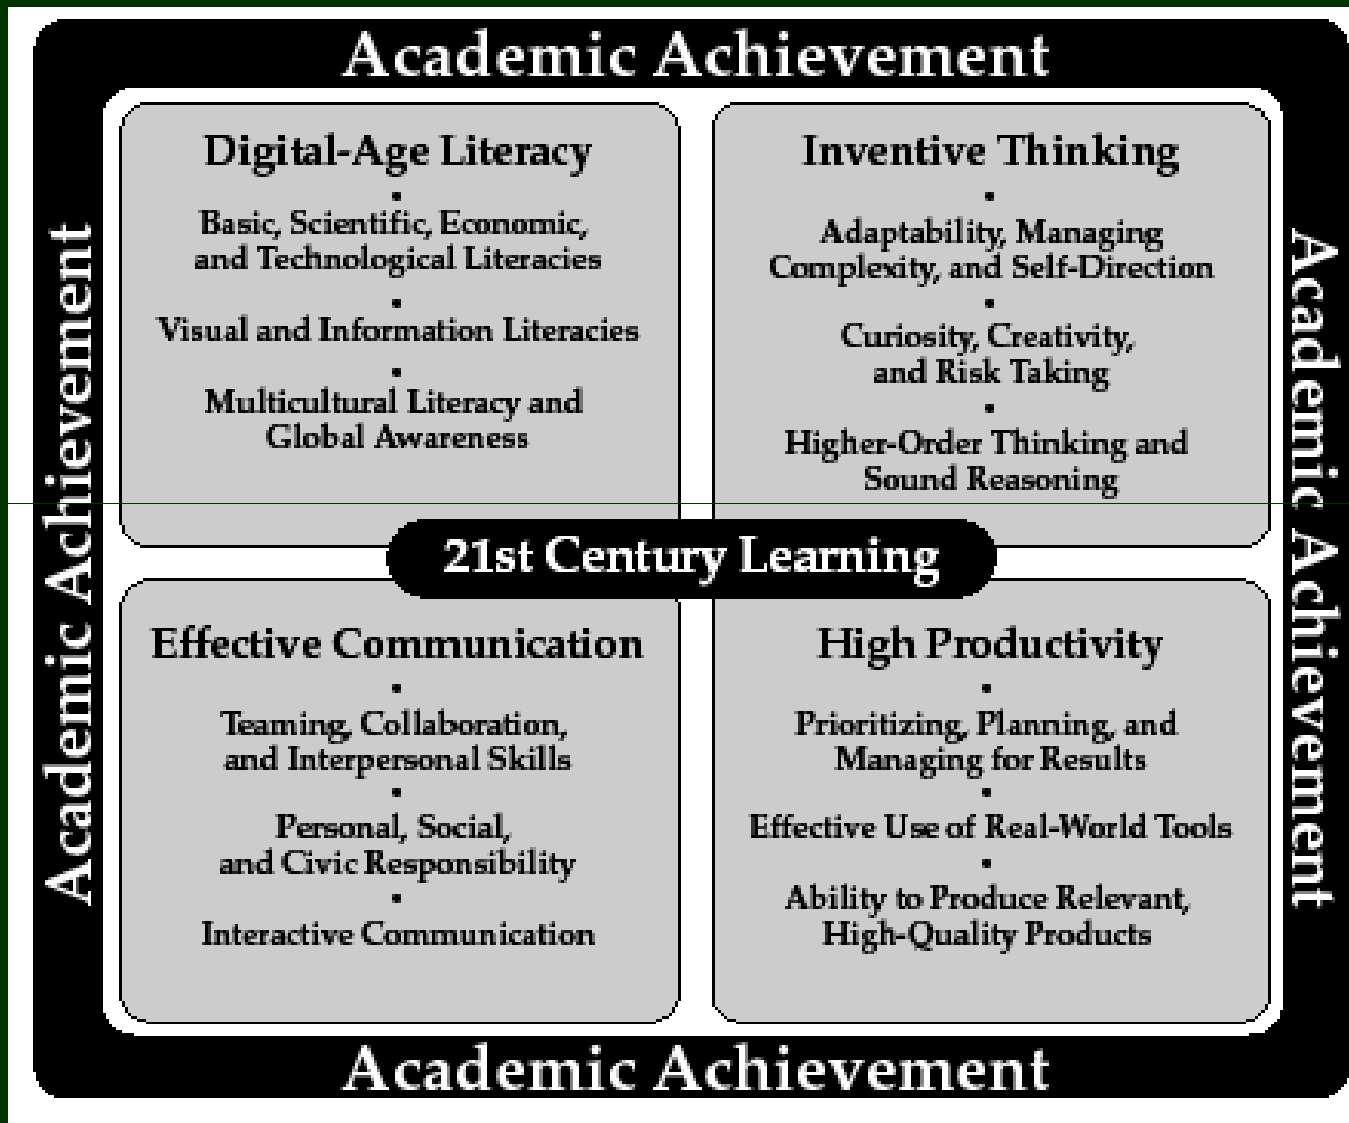 Academic Achievement
Academic Achievement
Digital-Age Literacy
•
Basic, Scientific, Economic,
and Technological Literacies
•
Visual and Information Literacies
•
Multicultural Literacy and
Global Awareness
Inventive Thinking
•
Adaptability, Managing
Complexity, and Self-Direction
•
Curiosity, Creativity,
and Risk Taking
•
Higher-Order Thinking and
Sound Reasoning
Academic Achievement
21st Century Learning
Effective Communication
•
Teaming, Collaboration,
and Interpersonal Skills
•
Personal, Social,
and Civic Responsibility
•
Interactive Communication
High Productivity
•
Prioritizing, Planning, and
Managing for Results
•
Effective Use of Real-World Tools
•
Ability to Produce Relevant,
High-Quality Products
Academic Achievement